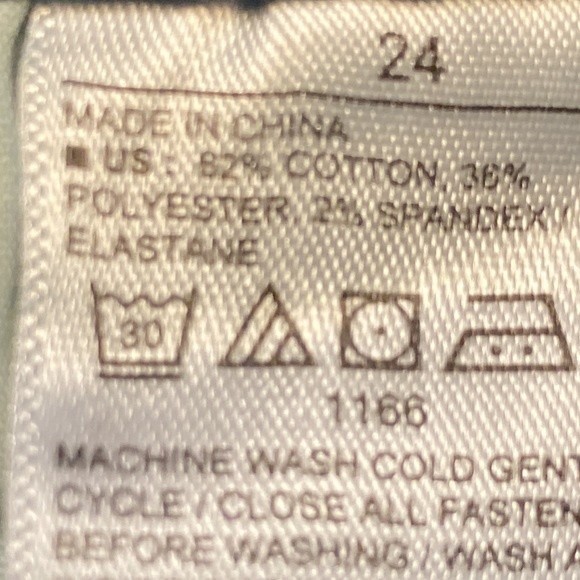 24
MADE IN CHINA
US : 62% COTTON, 36%
POLYESTER, 2% SPANDEX /
ELASTANE
30
1166
MACHINE WASH COLD GENT
CYCLE / CLOSE ALL FASTEN
BEFORE WASHING / WASH